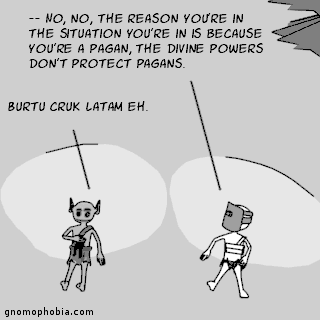 -- NO, NO, THE REASON YOU'RE IN
THE SITUATION YOU'RE IN IS BECAUSE
YOU'RE A PAGAN, THE DIVINE POWERS
DON'T PROTECT PAGANS.
BURTU CRUK LATAM EH.
gnomophobia.com